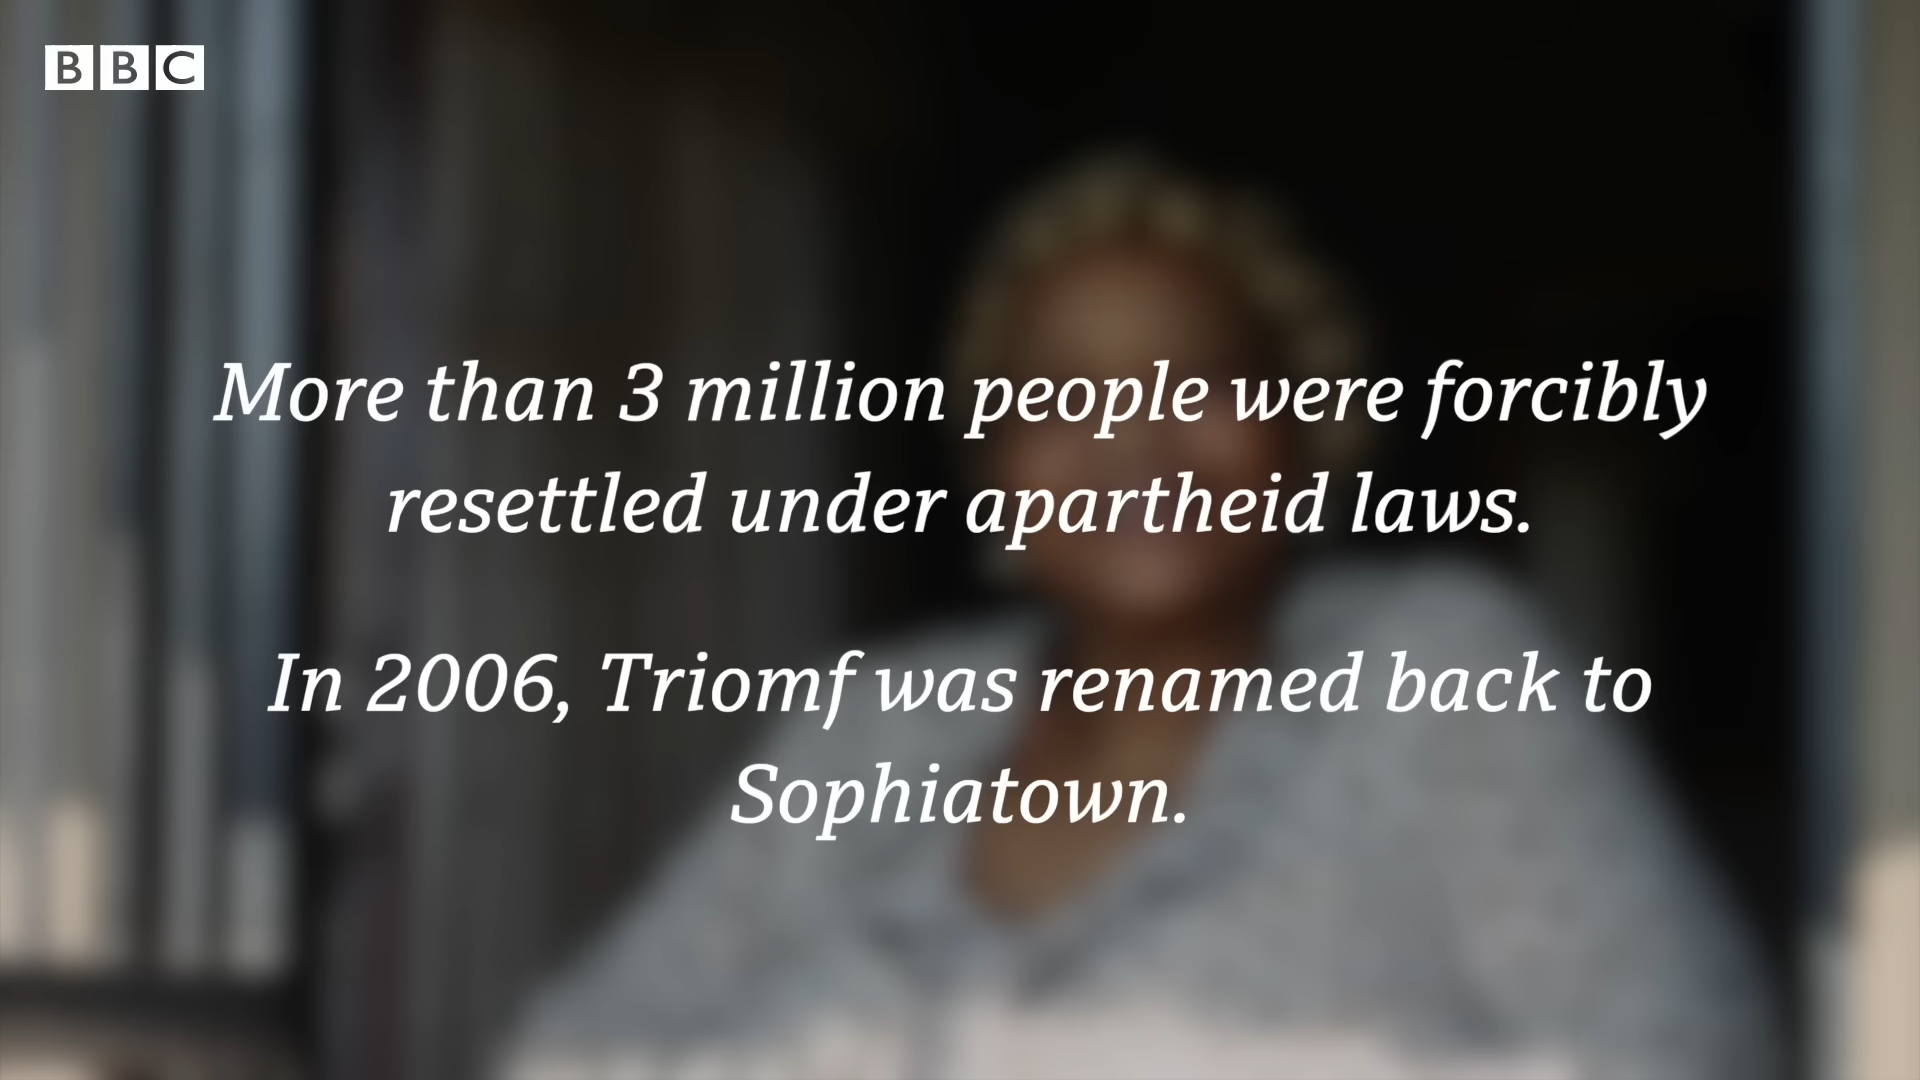 BBC
More than 3 million people were forcibly
resettled under apartheid laws.
In 2006, Triomf was renamed back to
Sophiatown.